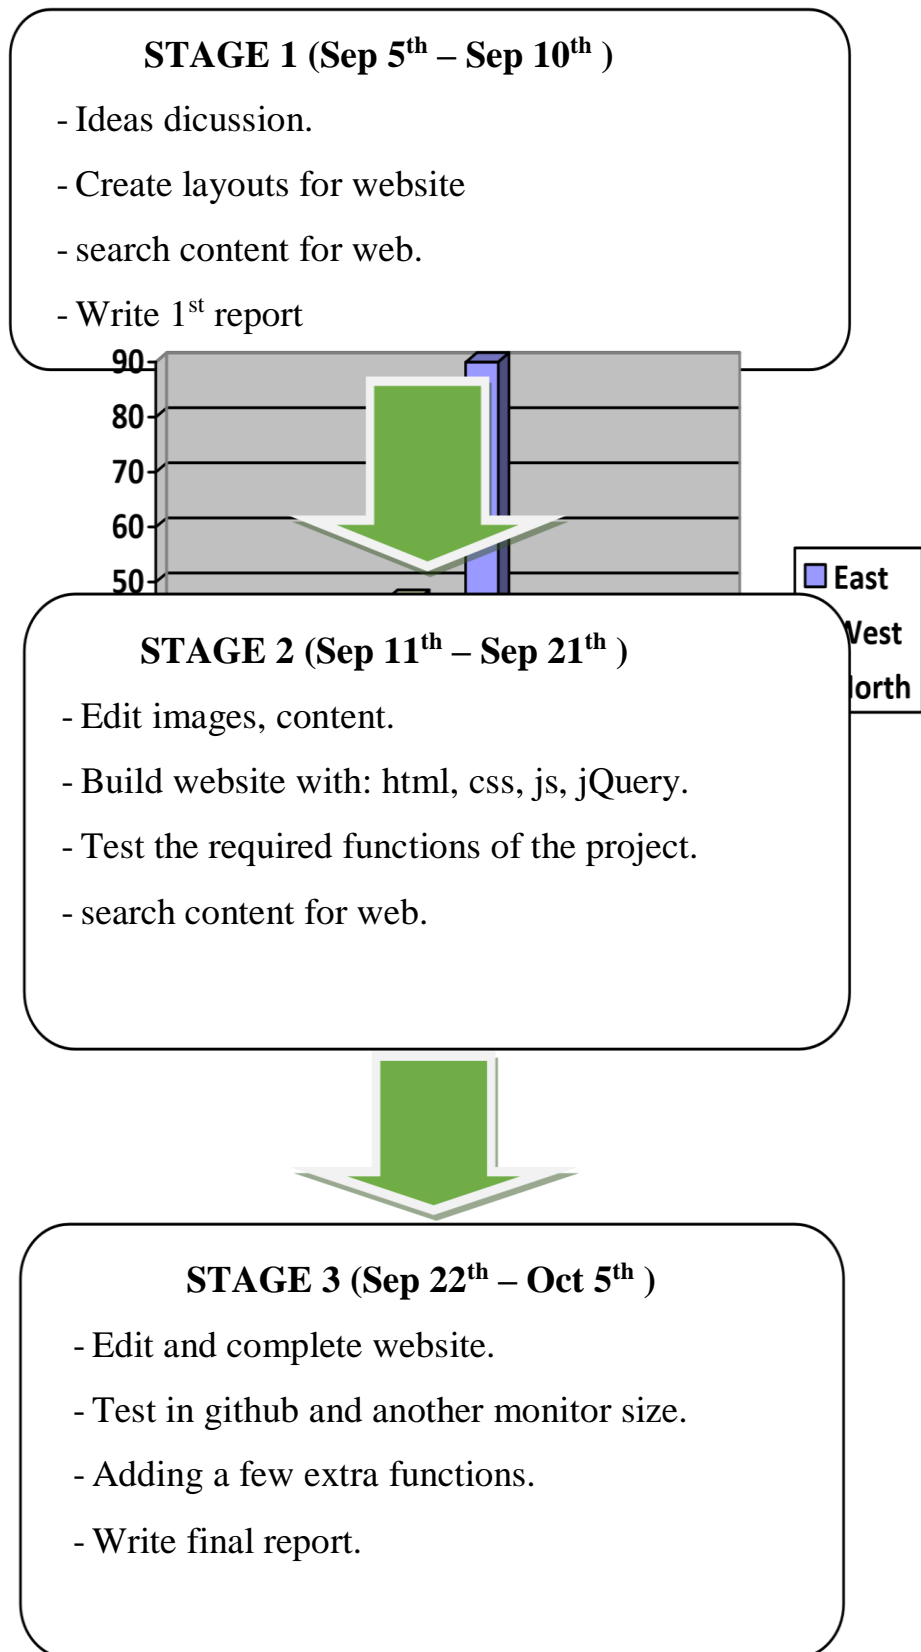 STAGE 1 (Sep 5th – Sep 10th )
- Ideas dicussion.
- Create layouts for website
- search content for web.
- Write 1st report
90
80
70
60
50
East
West
North
STAGE 2 (Sep 11th – Sep 21th )
- Edit images, content.
- Build website with: html, css, js, jQuery.
- Test the required functions of the project.
- search content for web.
STAGE 3 (Sep 22th – Oct 5th )
- Edit and complete website.
- Test in github and another monitor size.
- Adding a few extra functions.
- Write final report.